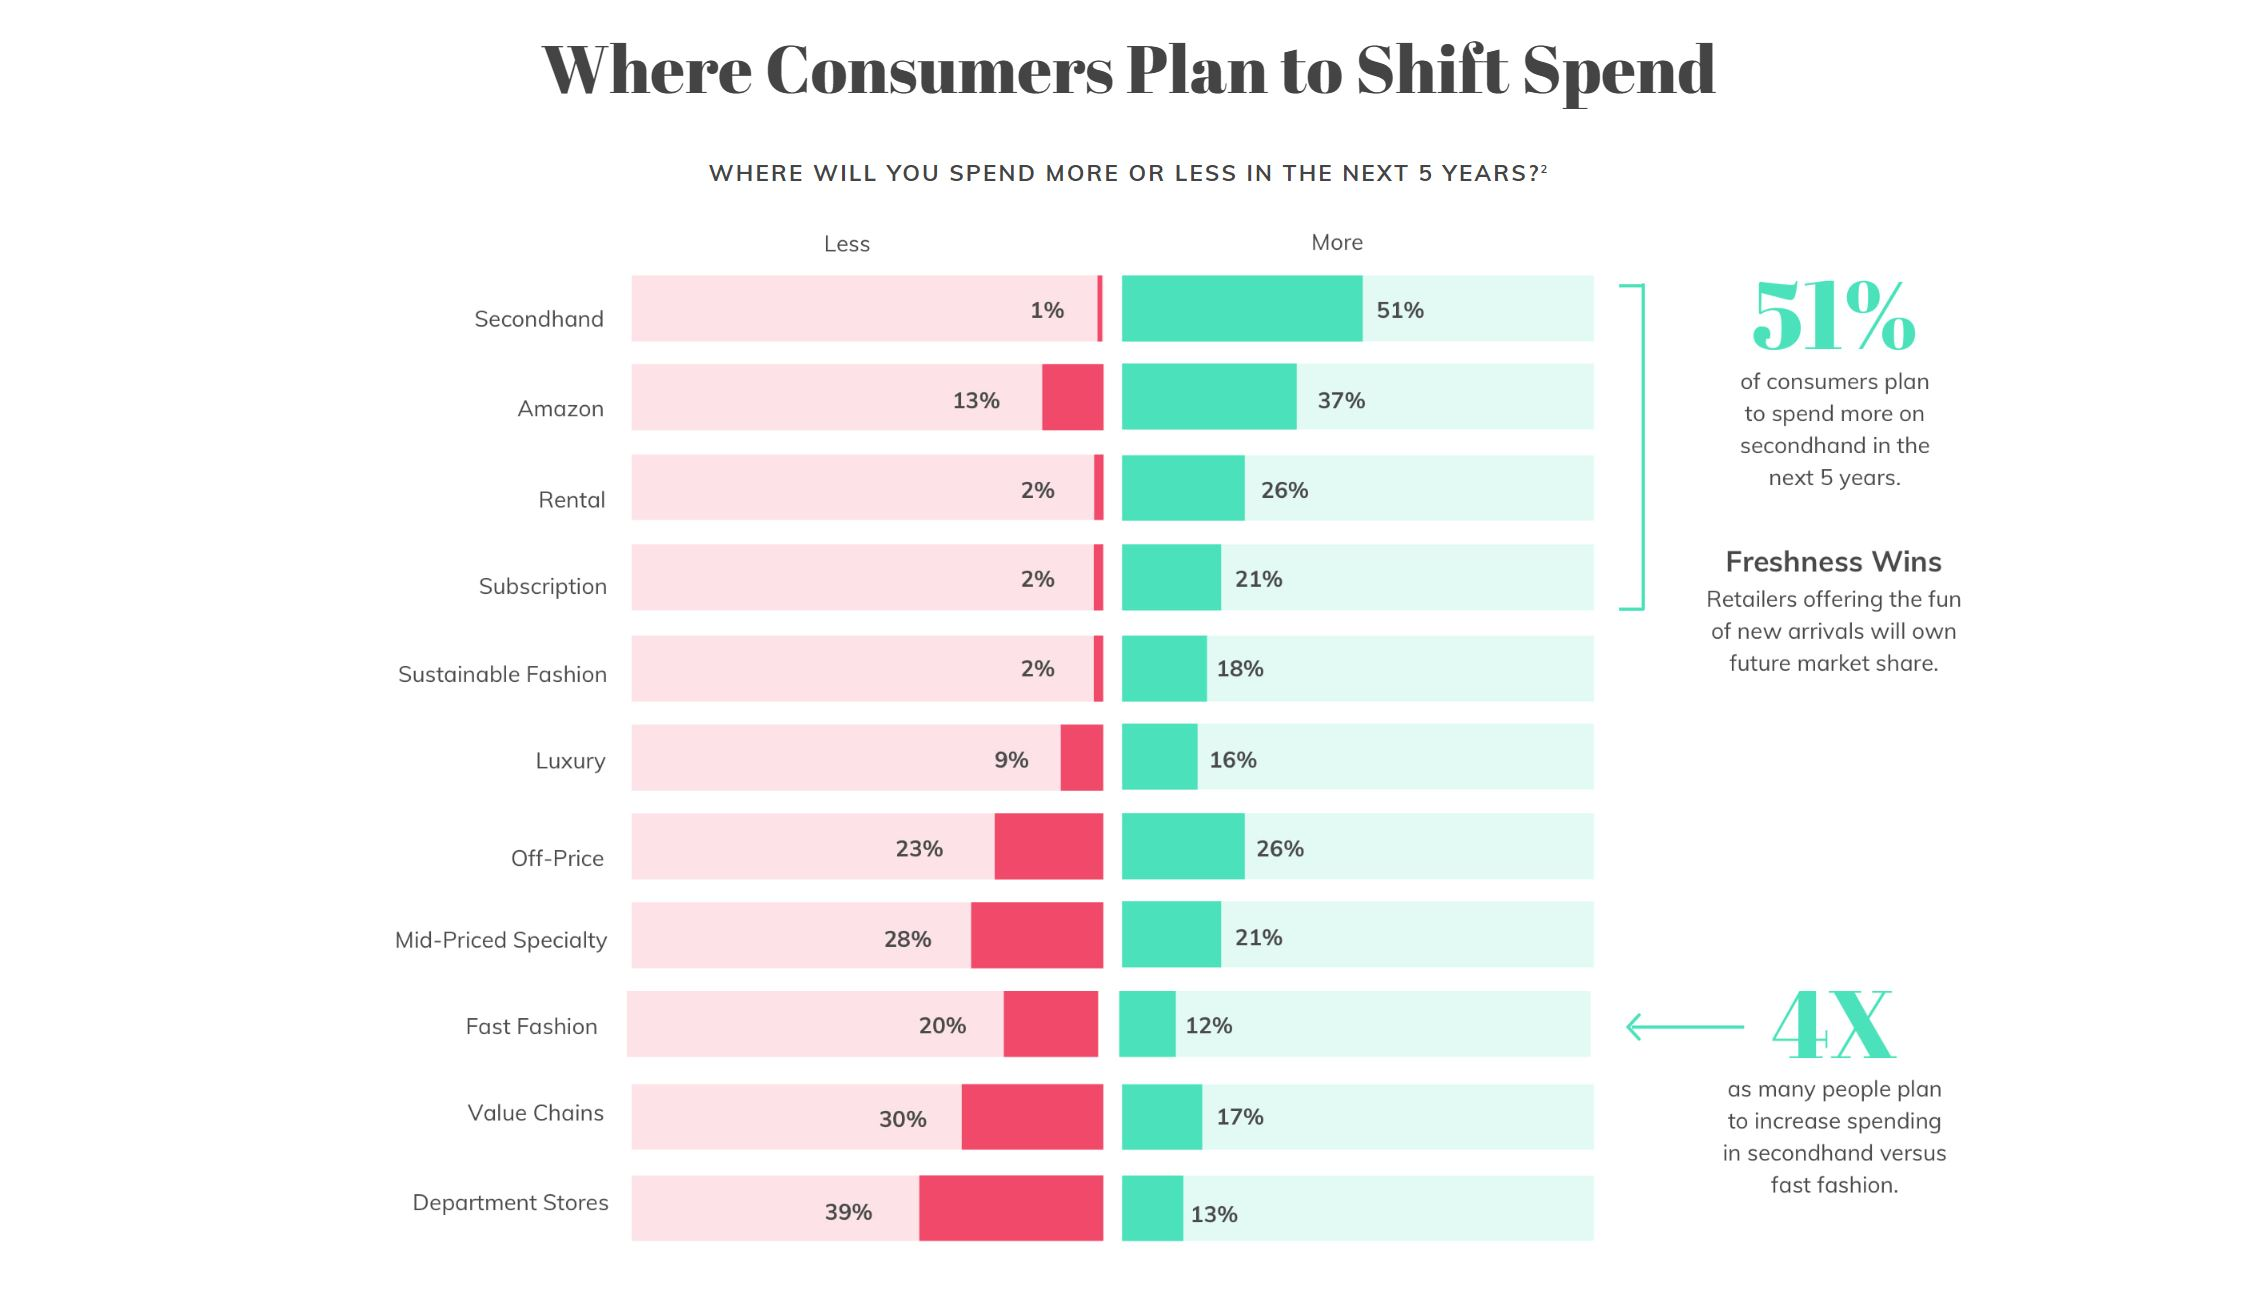 Where Consumers Plan to Shift Spend
WHERE WILL YOU SPEND MORE OR LESS IN THE NEXT 5 YEARS?²
Less More
Secondhand 1% 51%
Amazon 13% 37%
Rental 2% 26%
Subscription 2% 21%
Sustainable Fashion 2% 18%
Luxury 9% 16%
Off-Price 23% 26%
Mid-Priced Specialty 28% 21%
Fast Fashion 20% 12%
Value Chains 30% 17%
Department Stores 39% 13%
51%
of consumers plan
to spend more on
secondhand in the
next 5 years.
Freshness Wins
Retailers offering the fun
of new arrivals will own
future market share.
4X
as many people plan
to increase spending
in secondhand versus
fast fashion.